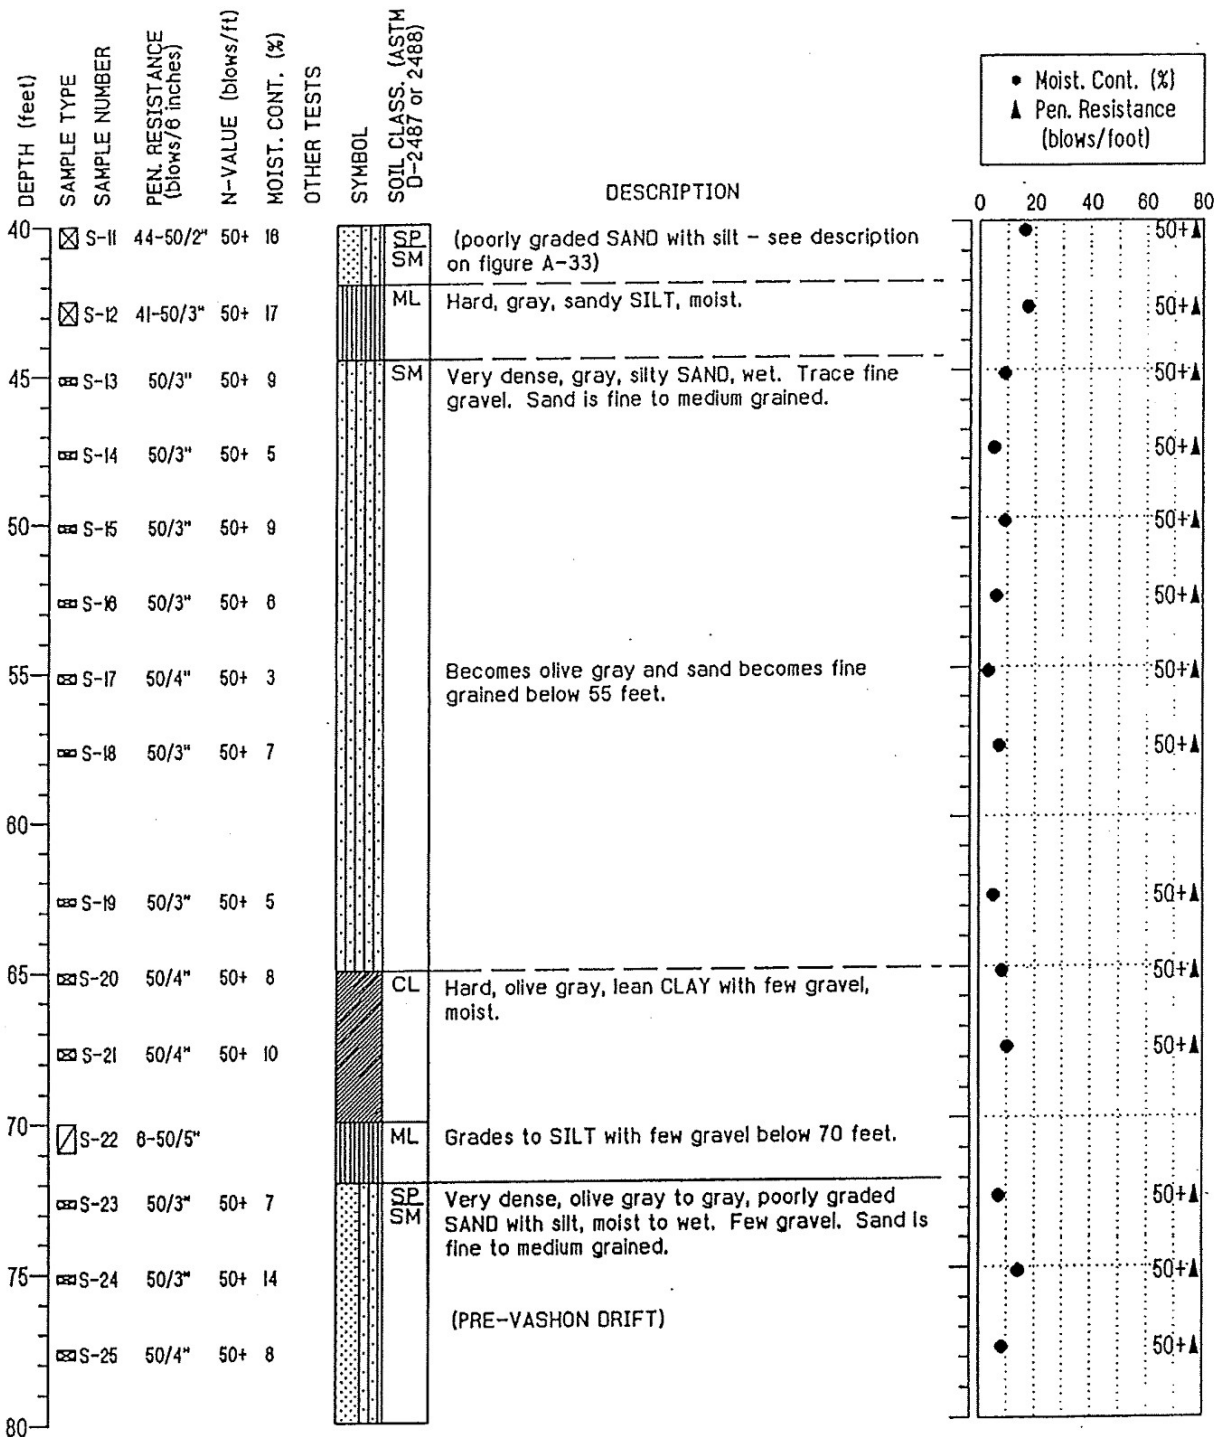 DEPTH (feet)
SAMPLE TYPE
SAMPLE NUMBER
PEN. RESISTANCE
(blows/6 inches)
N-VALUE (blows/ft)
MOIST. CONT. (%)
OTHER TESTS
SYMBOL
SOIL CLASS. (ASTM
D-2487 or 2488)
DESCRIPTION
• Moist. Cont. (%)
▲ Pen. Resistance
(blows/foot)
0 20 40 60 80
40 S-11 44-50/2" 50+ 16 SP (poorly graded SAND with silt - see description 50+▲
SM on figure A-33)
S-12 41-50/3" 50+ 17 ML Hard, gray, sandy SILT, moist. 50+▲
45 S-13 50/3" 50+ 9 SM Very dense, gray, silty SAND, wet. Trace fine 50+▲
gravel. Sand is fine to medium grained.
S-14 50/3" 50+ 5 50+▲
50 S-15 50/3" 50+ 9 50+▲
S-16 50/3" 50+ 6 50+▲
55 S-17 50/4" 50+ 3 Becomes olive gray and sand becomes fine 50+▲
grained below 55 feet.
S-18 50/3" 50+ 7 50+▲
60
S-19 50/3" 50+ 5 50+▲
65 S-20 50/4" 50+ 8 CL Hard, olive gray, lean CLAY with few gravel, 50+▲
moist.
S-21 50/4" 50+ 10 50+▲
70 S-22 6-50/5" ML Grades to SILT with few gravel below 70 feet.
S-23 50/3" 50+ 7 SP Very dense, olive gray to gray, poorly graded 50+▲
SM SAND with silt, moist to wet. Few gravel. Sand is
fine to medium grained.
75 S-24 50/3" 50+ 14 50+▲
(PRE-VASHON DRIFT)
S-25 50/4" 50+ 8 50+▲
80